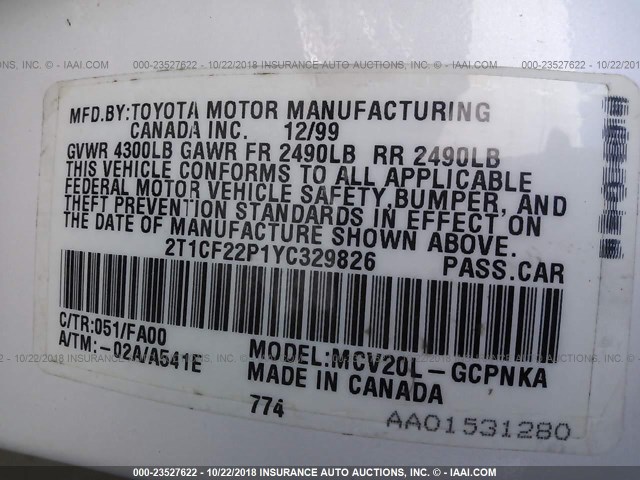 000-23527622 - 10/22/2018 INSURANCE AUTO AUCTIONS, INC. - IAAI.COM
MFD.BY:TOYOTA MOTOR MANUFACTURING
CANADA INC. 12/99
GVWR 4300LB GAWR FR 2490LB RR 2490LB
THIS VEHICLE CONFORMS TO ALL APPLICABLE
FEDERAL MOTOR VEHICLE SAFETY,BUMPER, AND
THEFT PREVENTION STANDARDS IN EFFECT ON
THE DATE OF MANUFACTURE SHOWN ABOVE.
2T1CF22P1YC329826 PASS.CAR
C/TR:051/FA00
A/TM:-02A/A541E
MODEL:MCV20L-GCPNKA
MADE IN CANADA
774
AA01531280
000-23527622 - 10/22/2018 INSURANCE AUTO AUCTIONS, INC. - IAAI.COM